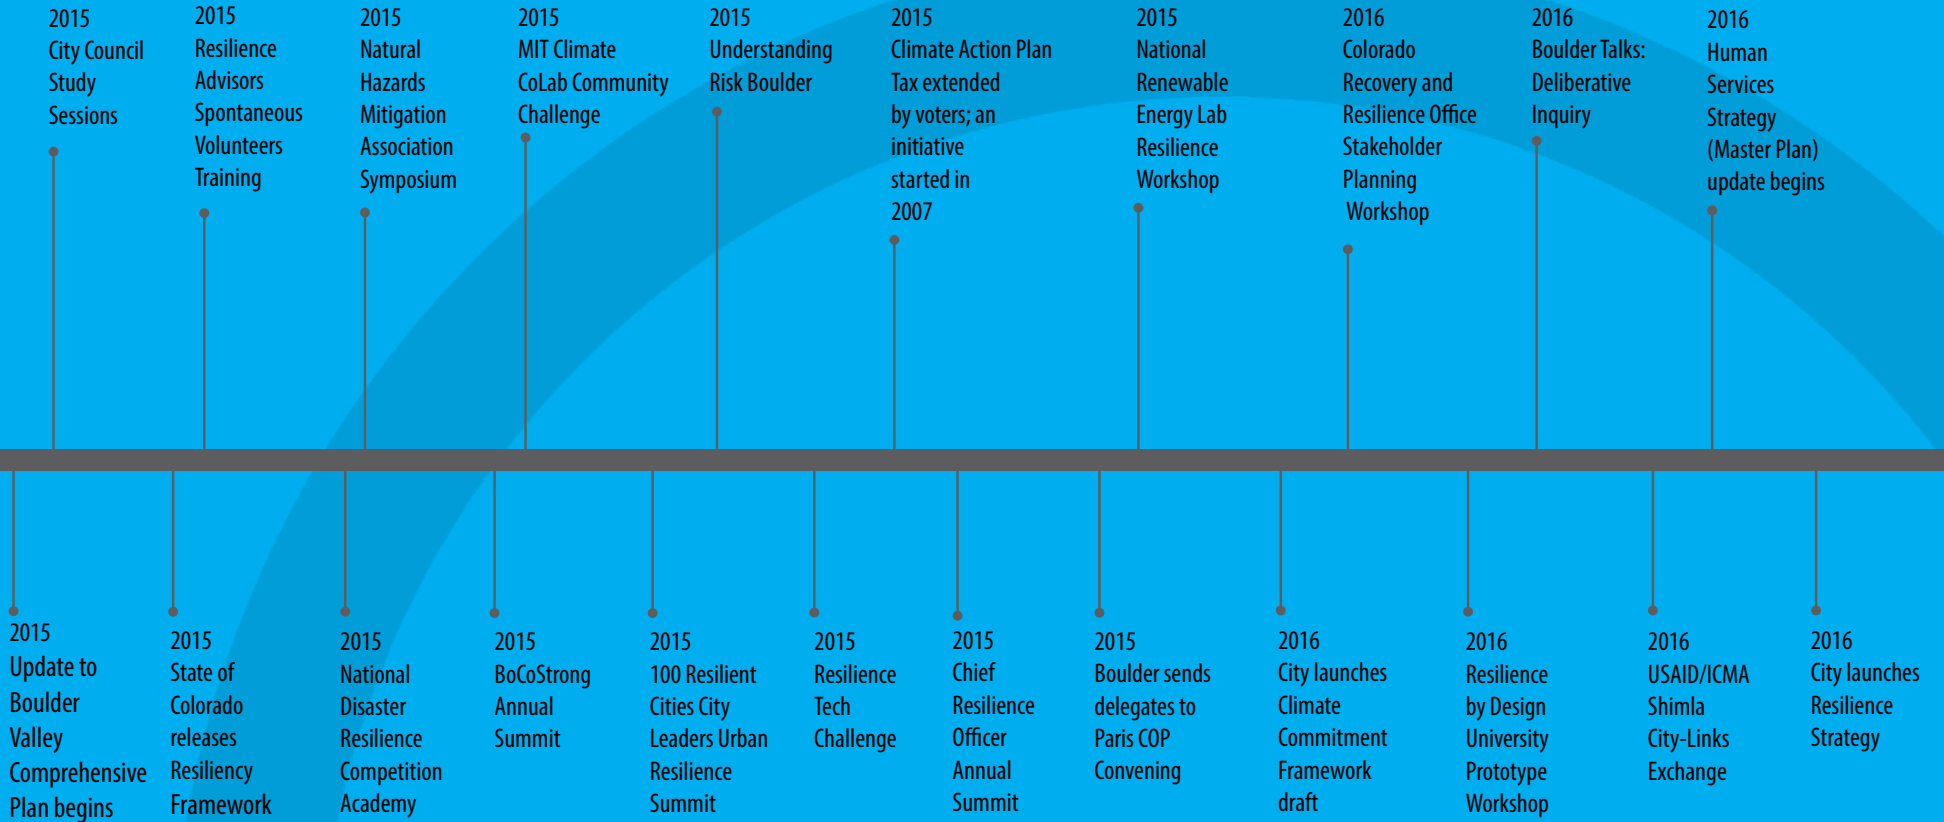 2015
City Council
Study
Sessions
2015
Resilience
Advisors
Spontaneous
Volunteers
Training
2015
Natural
Hazards
Mitigation
Association
Symposium
2015
MIT Climate
CoLab Community
Challenge
2015
Understanding
Risk Boulder
2015
Climate Action Plan
Tax extended
by voters; an
initiative
started in
2007
2015
National
Renewable
Energy Lab
Resilience
Workshop
2016
Colorado
Recovery and
Resilience Office
Stakeholder
Planning
Workshop
2016
Boulder Talks:
Deliberative
Inquiry
2016
Human
Services
Strategy
(Master Plan)
update begins
2015
Update to
Boulder
Valley
Comprehensive
Plan begins
2015
State of
Colorado
releases
Resiliency
Framework
2015
National
Disaster
Resilience
Competition
Academy
2015
BoCoStrong
Annual
Summit
2015
100 Resilient
Cities City
Leaders Urban
Resilience
Summit
2015
Resilience
Tech
Challenge
2015
Chief
Resilience
Officer
Annual
Summit
2015
Boulder sends
delegates to
Paris COP
Convening
2016
City launches
Climate
Commitment
Framework
draft
2016
Resilience
by Design
University
Prototype
Workshop
2016
USAID/ICMA
Shimla
City-Links
Exchange
2016
City launches
Resilience
Strategy